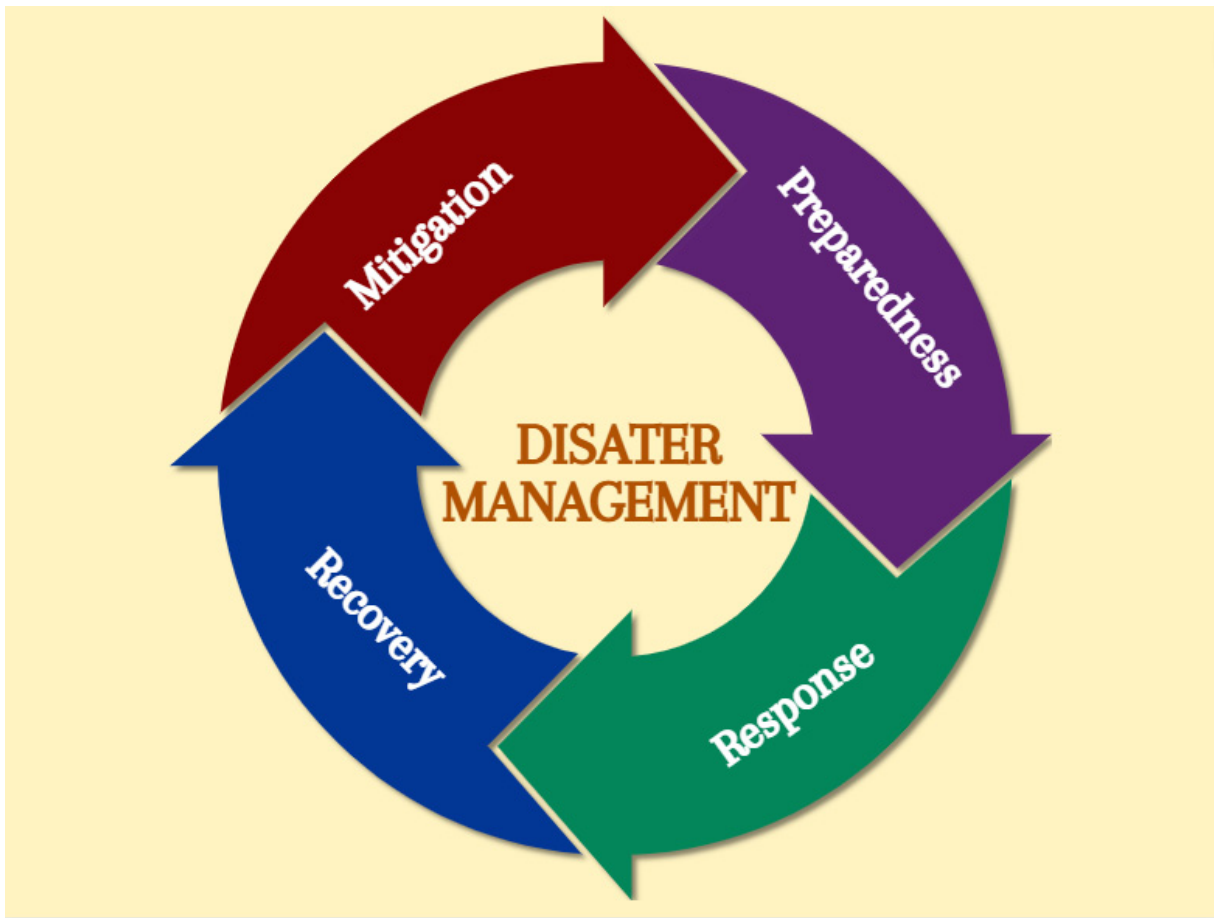 Mitigation
Preparedness
DISATER
MANAGEMENT
Recovery
Response